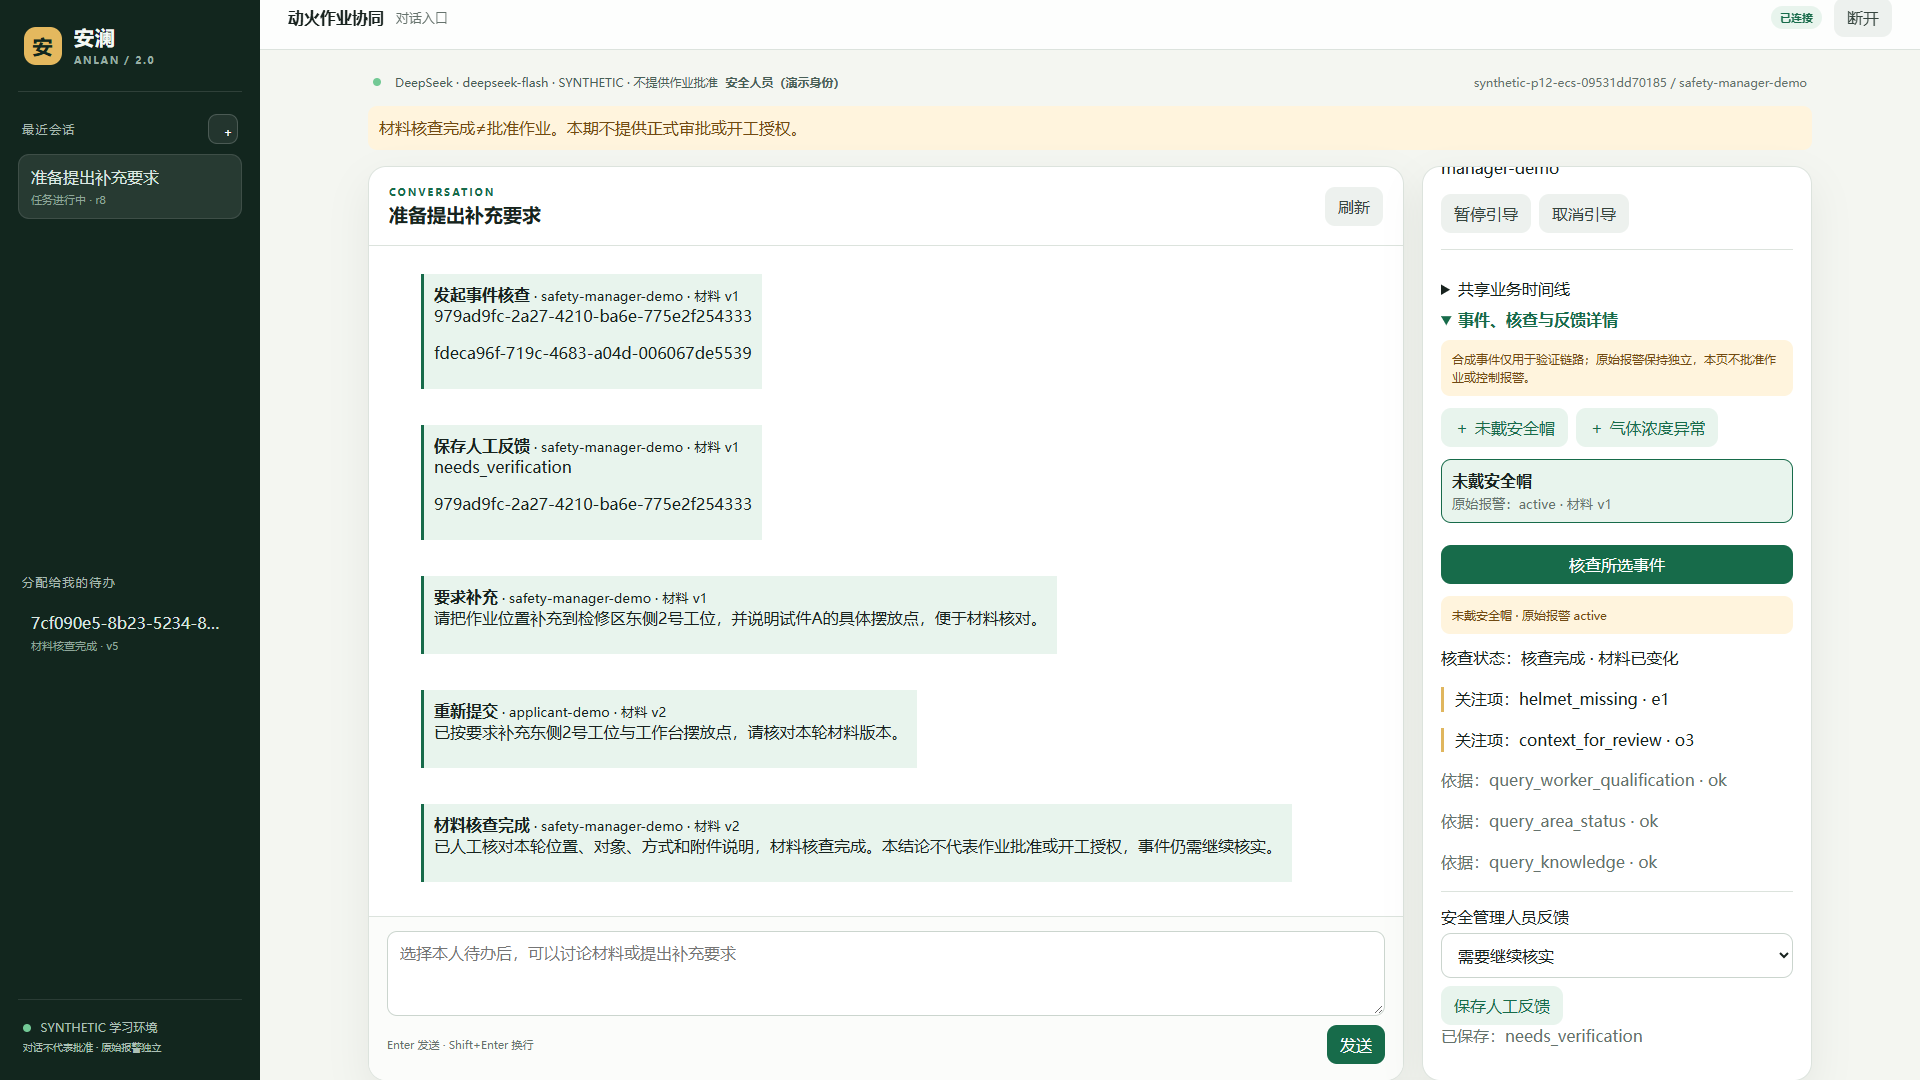 安
安澜
ANLAN / 2.0
最近会话
+
准备提出补充要求
任务进行中 · r8
分配给我的待办
7cf090e5-8b23-5234-8...
材料核查完成 · v5
SYNTHETIC 学习环境
对话不代表批准 · 原始报警独立
动火作业协同 对话入口
已连接
断开
DeepSeek · deepseek-flash · SYNTHETIC · 不提供作业批准 安全人员（演示身份）
synthetic-p12-ecs-09531dd70185 / safety-manager-demo
材料核查完成≠批准作业。本期不提供正式审批或开工授权。
CONVERSATION
准备提出补充要求
刷新
发起事件核查 · safety-manager-demo · 材料 v1
979ad9fc-2a27-4210-ba6e-775e2f254333
fdeca96f-719c-4683-a04d-006067de5539
保存人工反馈 · safety-manager-demo · 材料 v1
needs_verification
979ad9fc-2a27-4210-ba6e-775e2f254333
要求补充 · safety-manager-demo · 材料 v1
请把作业位置补充到检修区东侧2号工位，并说明试件A的具体摆放点，便于材料核对。
重新提交 · applicant-demo · 材料 v2
已按要求补充东侧2号工位与工作台摆放点，请核对本轮材料版本。
材料核查完成 · safety-manager-demo · 材料 v2
已人工核对本轮位置、对象、方式和附件说明，材料核查完成。本结论不代表作业批准或开工授权，事件仍需继续核实。
选择本人待办后，可以讨论材料或提出补充要求
Enter 发送 · Shift+Enter 换行
发送
manager-demo
暂停引导
取消引导
▶ 共享业务时间线
▼ 事件、核查与反馈详情
合成事件仅用于验证链路；原始报警保持独立，本页不批准作
业或控制报警。
+ 未戴安全帽
+ 气体浓度异常
未戴安全帽
原始报警：active · 材料 v1
核查所选事件
未戴安全帽 · 原始报警 active
核查状态：核查完成 · 材料已变化
关注项：helmet_missing · e1
关注项：context_for_review · o3
依据：query_worker_qualification · ok
依据：query_area_status · ok
依据：query_knowledge · ok
安全管理人员反馈
需要继续核实
保存人工反馈
已保存：needs_verification